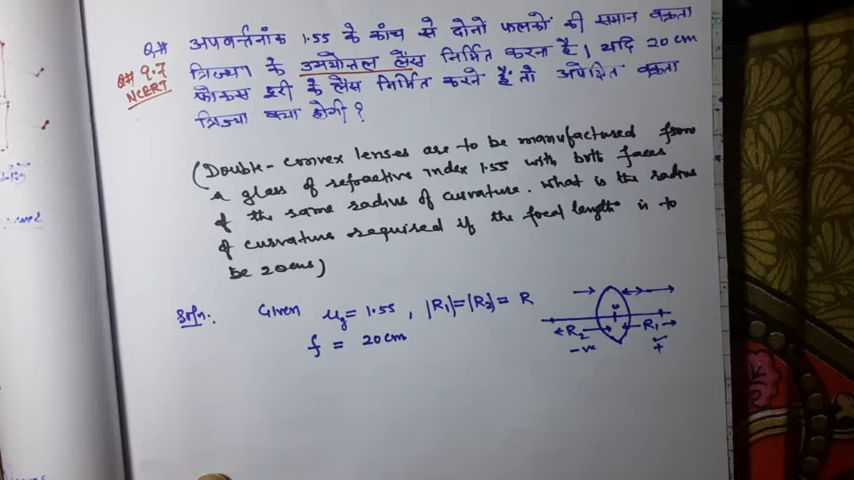 Q# अपवर्त्तनांक 1.55 के कांच से दोनों फलकों की समान वक्रता
Q# 9.7 त्रिज्या के उभयोत्तल लेंस निर्मित करना है। यदि 20 cm
NCERT फोकस दूरी के लेंस निर्मित करने हैं तो अपेक्षित वक्रता
त्रिज्या क्या होगी?
(Double-convex lenses are to be manufactured from
a glass of refractive index 1.55 with both faces
of the same radius of curvature. What is the radius
of curvature required if the focal length is to
be 20cms)
Soln. Given μg = 1.55, |R1|=|R2|= R
f = 20cm
R2 R1
-ve +